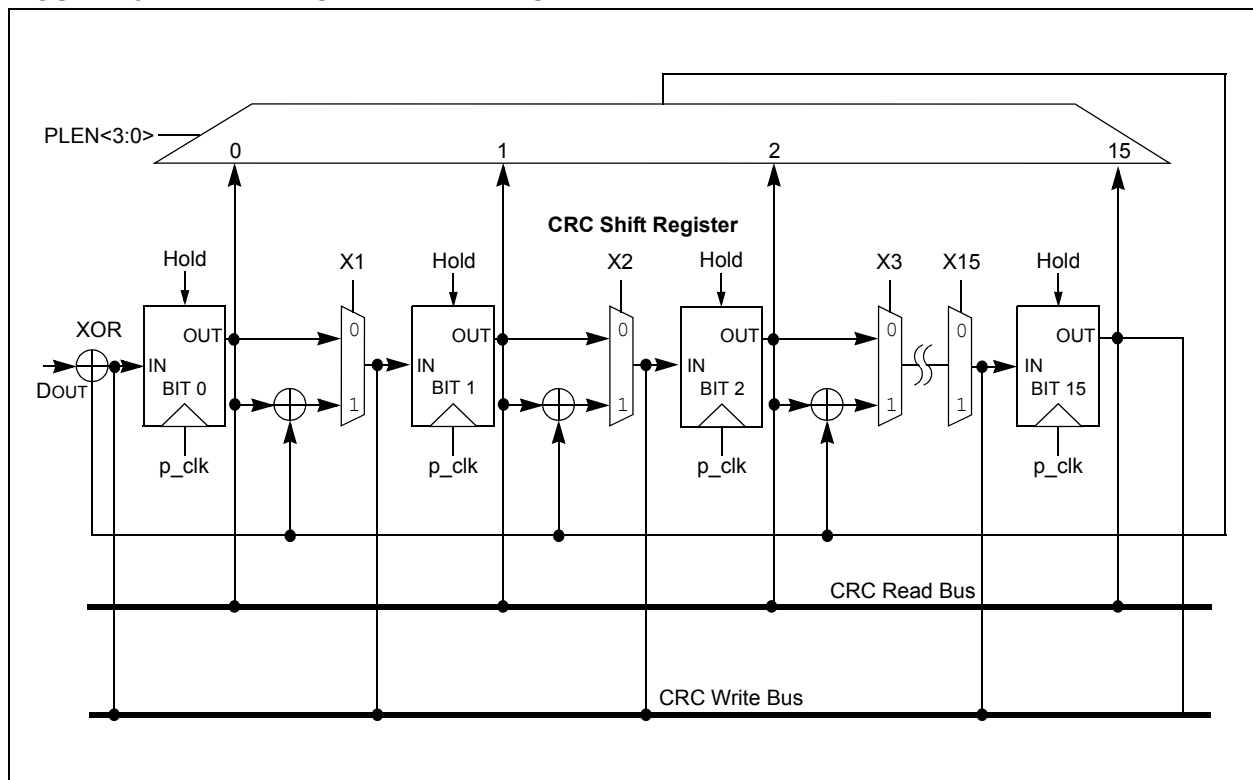 PLEN<3:0>
0 1 2 15
CRC Shift Register
Hold X1 Hold X2 Hold X3 X15 Hold
XOR
OUT 0 OUT 0 OUT 0 0 OUT
DOUT IN IN IN IN
BIT 0 1 BIT 1 1 BIT 2 1 1 BIT 15
p_clk p_clk p_clk p_clk
CRC Read Bus
CRC Write Bus